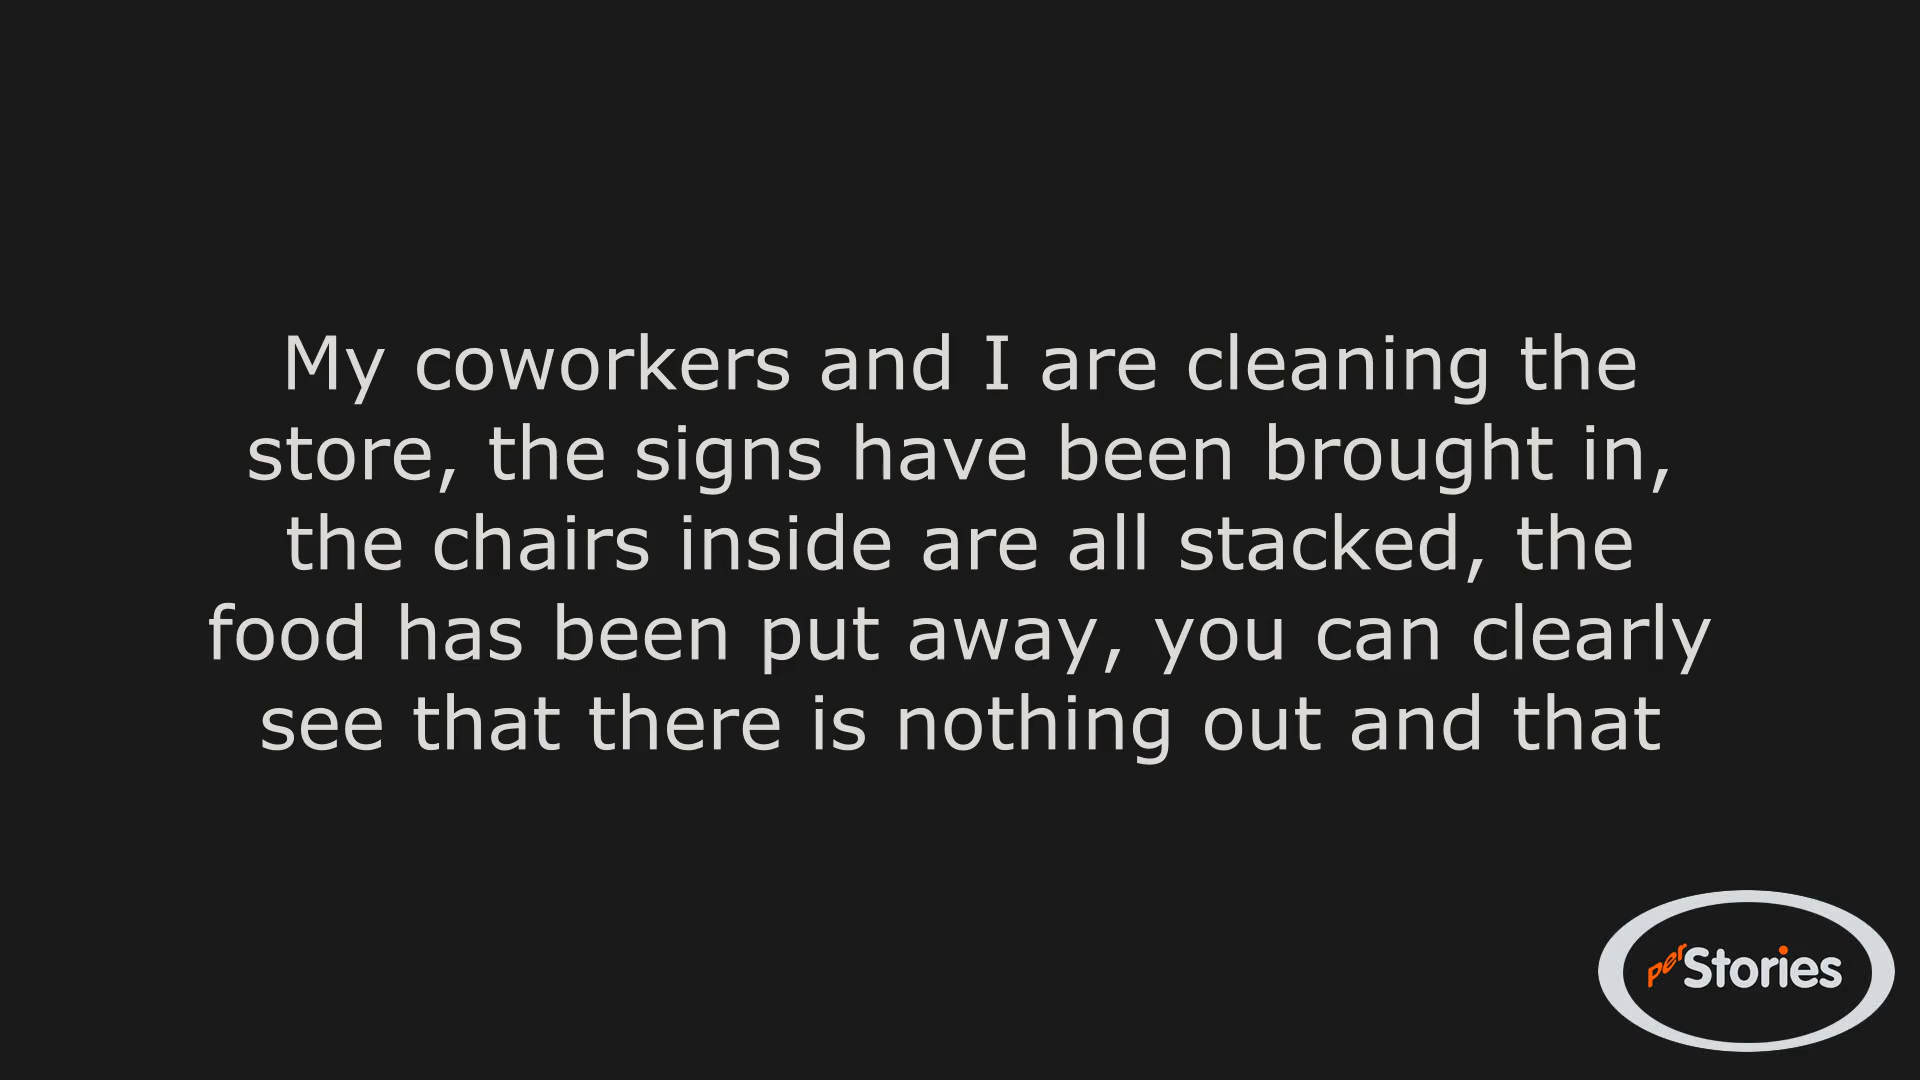 My coworkers and I are cleaning the
store, the signs have been brought in,
the chairs inside are all stacked, the
food has been put away, you can clearly
see that there is nothing out and that
perStories